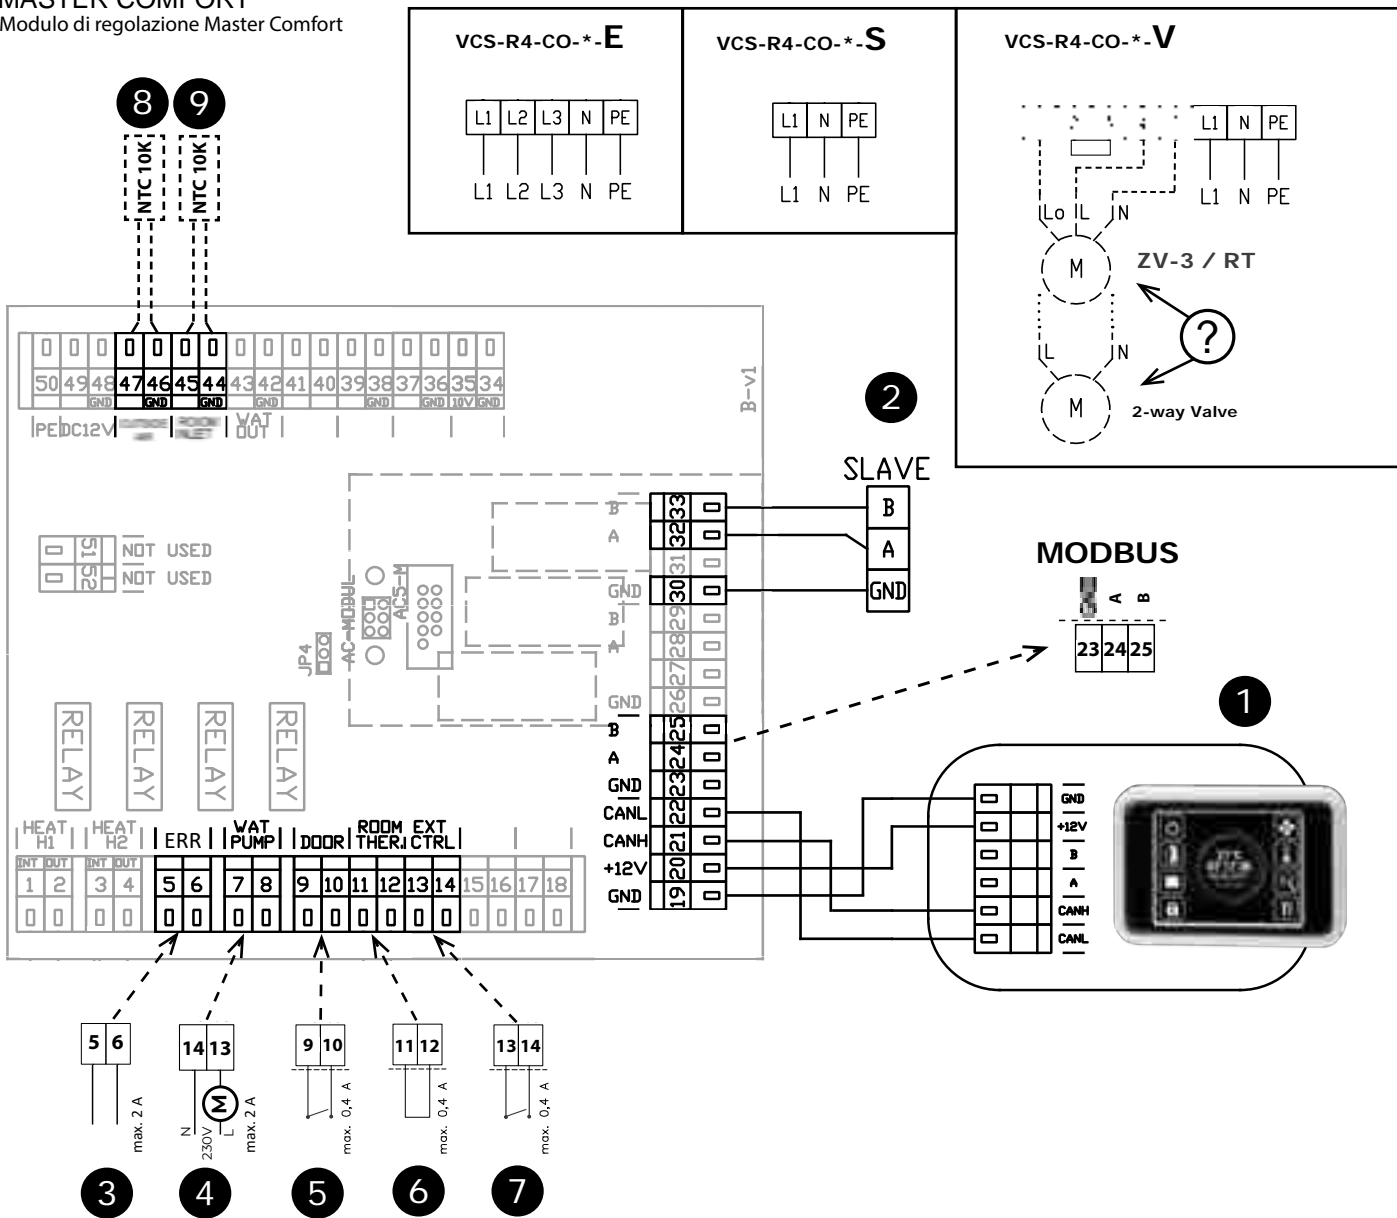 MASTER COMFORT
Modulo di regolazione Master Comfort
VCS-R4-CO-*-E
L1 L2 L3 N PE
L1 L2 L3 N PE
VCS-R4-CO-*-S
L1 N PE
L1 N PE
VCS-R4-CO-*-V
L1 N PE
L1 N PE
Lo L N
M
ZV-3 / RT
?
L N
M
2-way Valve
8 9
NTC 10K
NTC 10K
50 49 48 47 46 45 44 43 42 41 40 39 38 37 36 35 34
GND GND GND GND GND GND 10V GND
PE DC12V WAT
OUT
B-v1
51 NOT USED
52 NOT USED
JP4
AC-MODUL
ACS-M
RELAY
RELAY
RELAY
RELAY
B 33
A 32
31
GND 30
B 29
A 28
27
GND 26
B 25
A 24
GND 23
CANL 22
CANH 21
+12V 20
GND 19
2
SLAVE
B
A
GND
MODBUS
A
B
23 24 25
1
GND
+12V
B
A
CANH
CANL
HEAT H1
HEAT H2
ERR
WAT PUMP
DOOR
ROOM THER.
EXT CTRL
INT OUT INT OUT
1 2 3 4 5 6 7 8 9 10 11 12 13 14 15 16 17 18
5 6
max. 2 A
3
14 13
M
N
230V
L
max. 2 A
4
9 10
max. 0,4 A
5
11 12
max. 0,4 A
6
13 14
max. 0,4 A
7